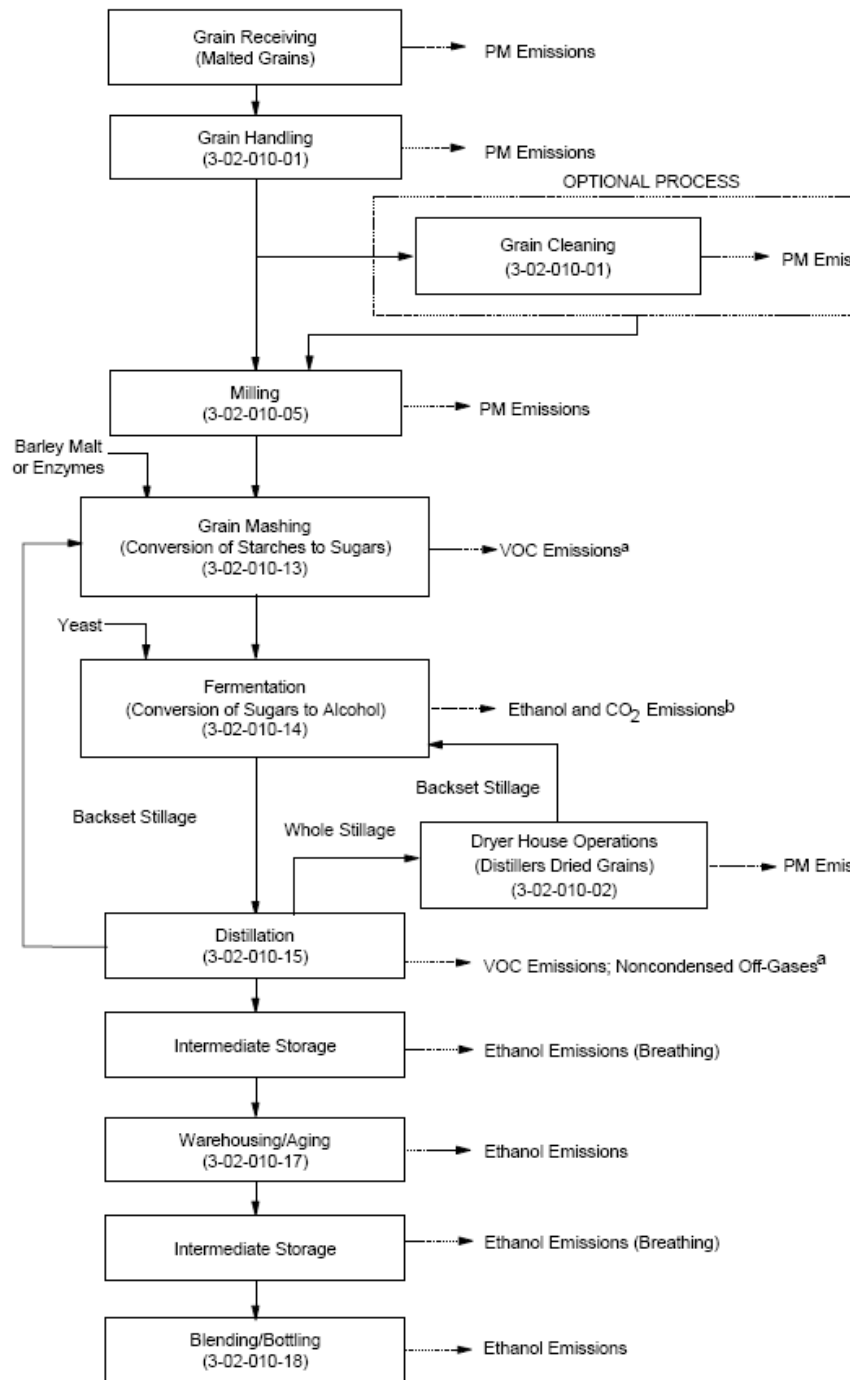 Grain Receiving
(Malted Grains)
PM Emissions
Grain Handling
(3-02-010-01)
PM Emissions
OPTIONAL PROCESS
Grain Cleaning
(3-02-010-01)
PM Emis
Milling
(3-02-010-05)
PM Emissions
Barley Malt
or Enzymes
Grain Mashing
(Conversion of Starches to Sugars)
(3-02-010-13)
VOC Emissionsᵃ
Yeast
Fermentation
(Conversion of Sugars to Alcohol)
(3-02-010-14)
Ethanol and CO₂ Emissionsᵇ
Backset Stillage
Backset Stillage
Whole Stillage
Dryer House Operations
(Distillers Dried Grains)
(3-02-010-02)
PM Emis
Distillation
(3-02-010-15)
VOC Emissions; Noncondensed Off-Gasesᵃ
Intermediate Storage
Ethanol Emissions (Breathing)
Warehousing/Aging
(3-02-010-17)
Ethanol Emissions
Intermediate Storage
Ethanol Emissions (Breathing)
Blending/Bottling
(3-02-010-18)
Ethanol Emissions